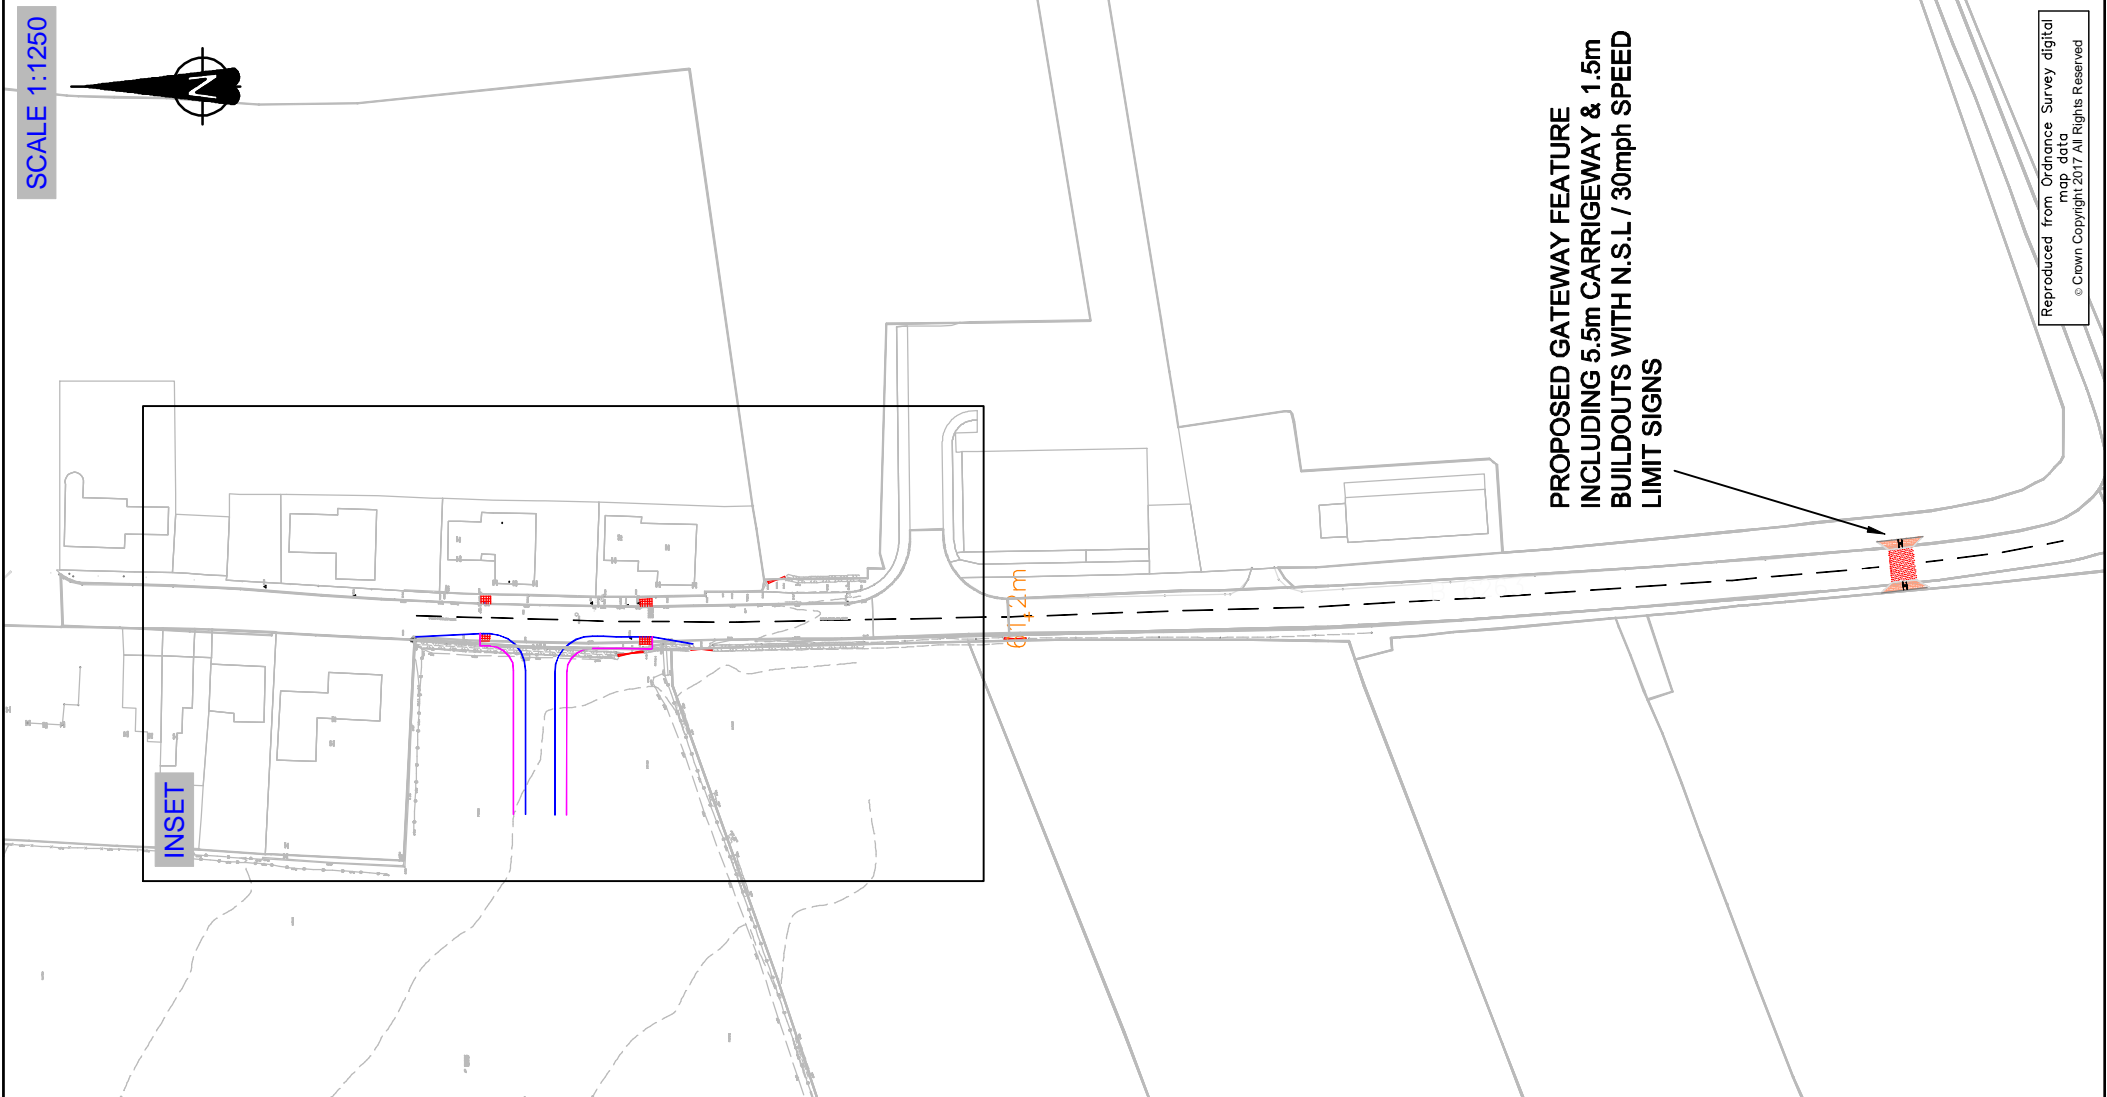 SCALE 1:1250
N
INSET
PROPOSED GATEWAY FEATURE
INCLUDING 5.5m CARRIGEWAY & 1.5m
BUILDOUTS WITH N.S.L / 30mph SPEED
LIMIT SIGNS
Reproduced from Ordnance Survey digital
map data
© Crown Copyright 2017 All Rights Reserved